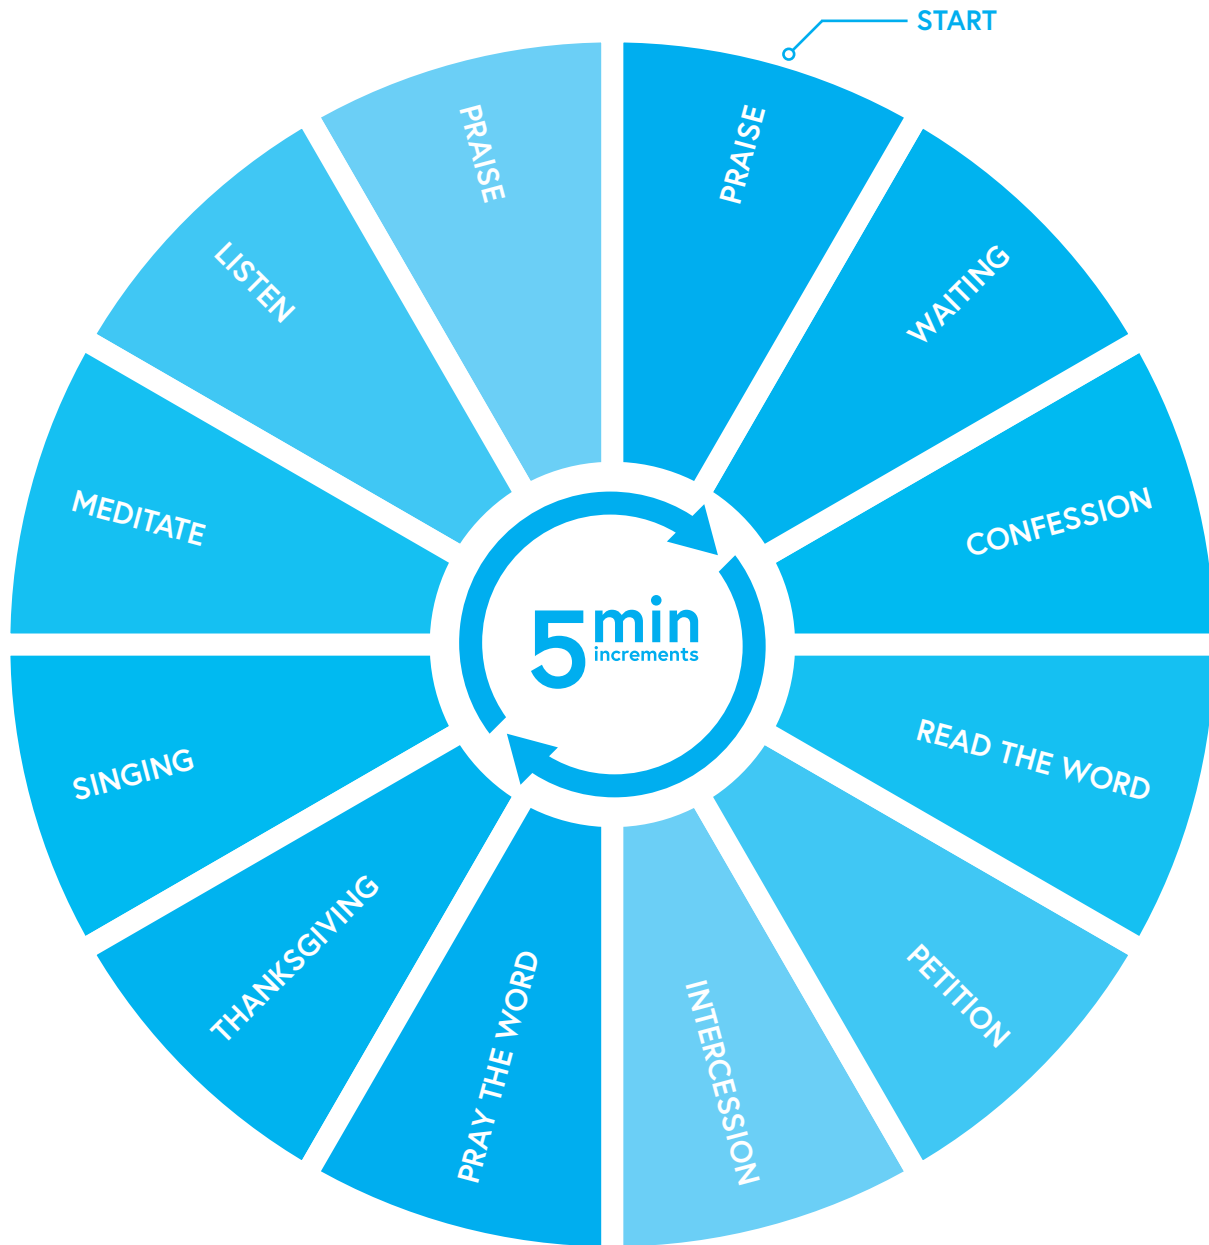 START
PRAISE
WAITING
CONFESSION
READ THE WORD
PETITION
INTERCESSION
PRAY THE WORD
THANKSGIVING
SINGING
MEDITATE
LISTEN
PRAISE
5 min
increments